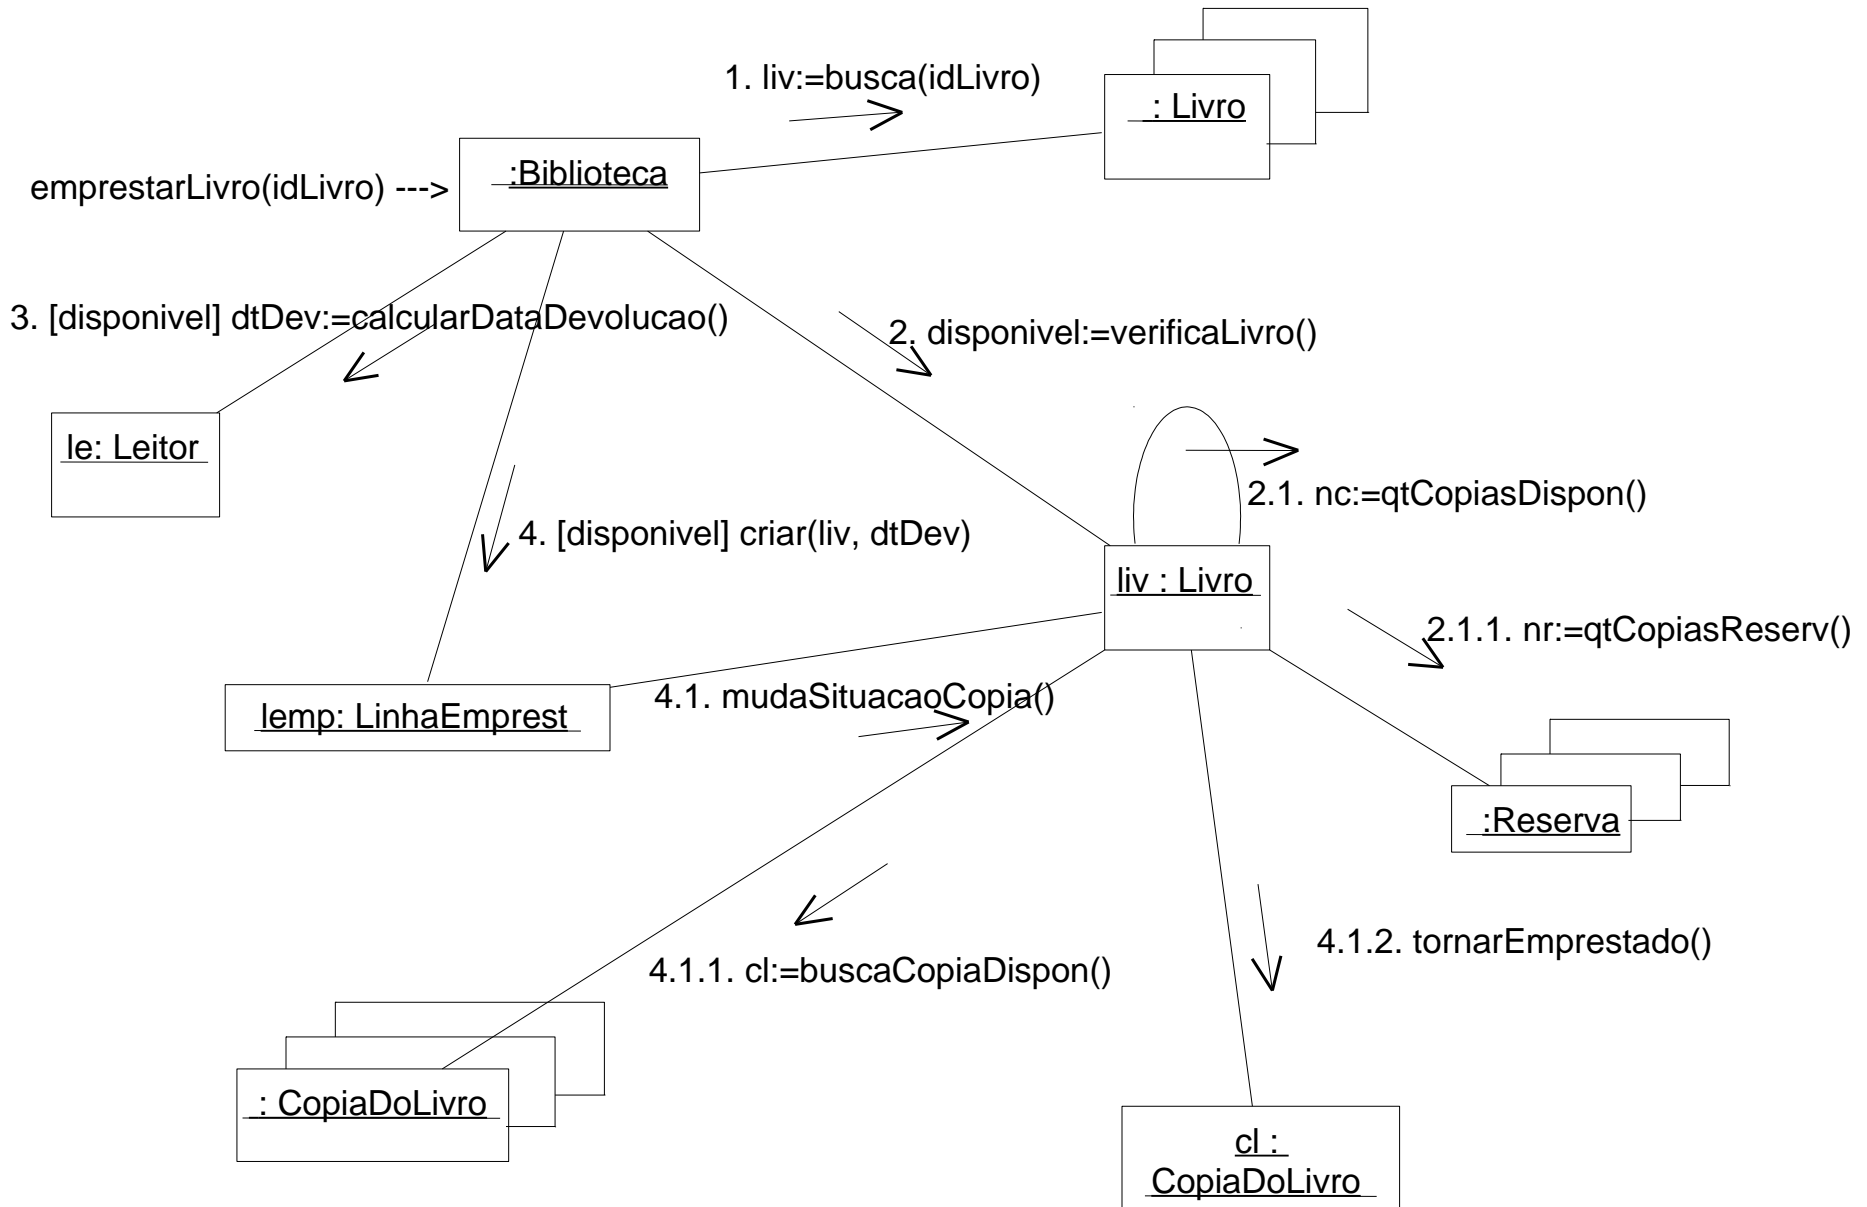 1. liv:=busca(idLivro)
: Livro
:Biblioteca
emprestarLivro(idLivro) --->
3. [disponivel] dtDev:=calcularDataDevolucao()
2. disponivel:=verificaLivro()
le: Leitor
2.1. nc:=qtCopiasDispon()
4. [disponivel] criar(liv, dtDev)
liv : Livro
2.1.1. nr:=qtCopiasReserv()
4.1. mudaSituacaoCopia()
lemp: LinhaEmprest
:Reserva
4.1.2. tornarEmprestado()
4.1.1. cl:=buscaCopiaDispon()
: CopiaDoLivro
cl :
CopiaDoLivro